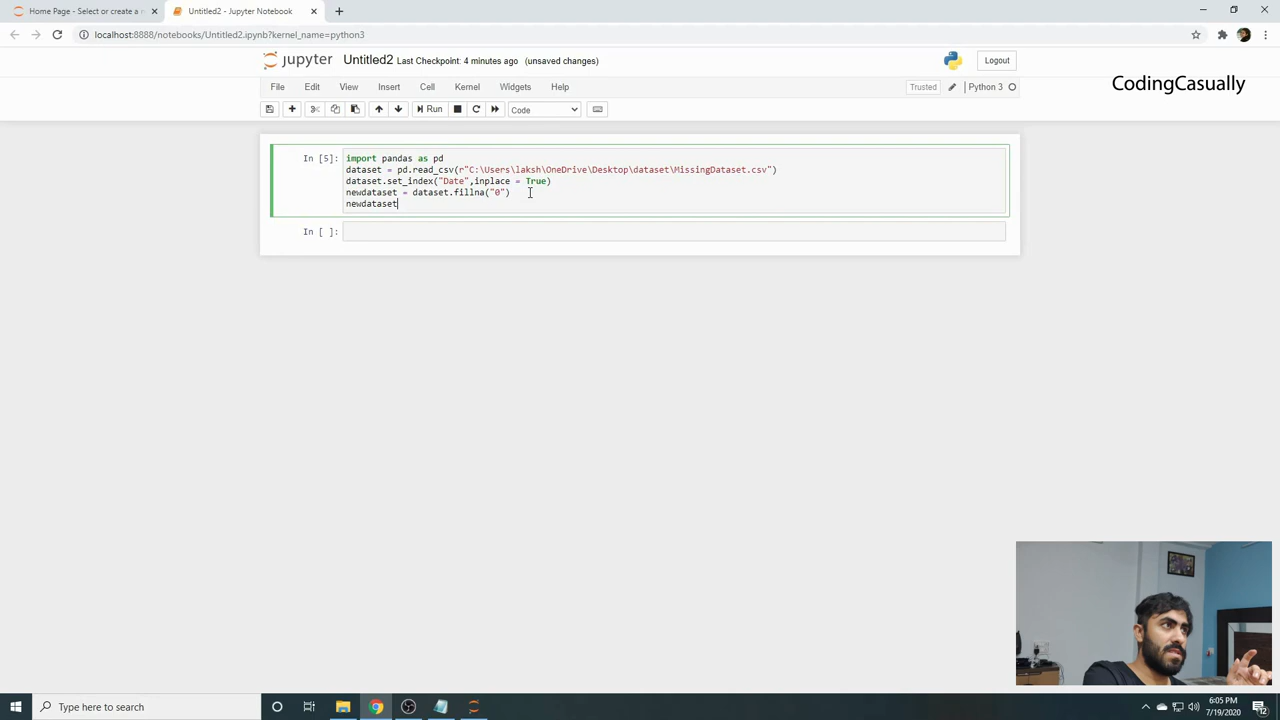 Home Page - Select or create a n
Untitled2 - Jupyter Notebook
localhost:8888/notebooks/Untitled2.ipynb?kernel_name=python3
jupyter Untitled2 Last Checkpoint: 4 minutes ago (unsaved changes)
Logout
CodingCasually
File Edit View Insert Cell Kernel Widgets Help
Trusted Python 3
Run Code
In [5]: import pandas as pd
dataset = pd.read_csv(r"C:\Users\laksh\OneDrive\Desktop\dataset\MissingDataset.csv")
dataset.set_index("Date",inplace = True)
newdataset = dataset.fillna("0")
newdataset
In [ ]:
Type here to search
6:05 PM
7/19/2020
12